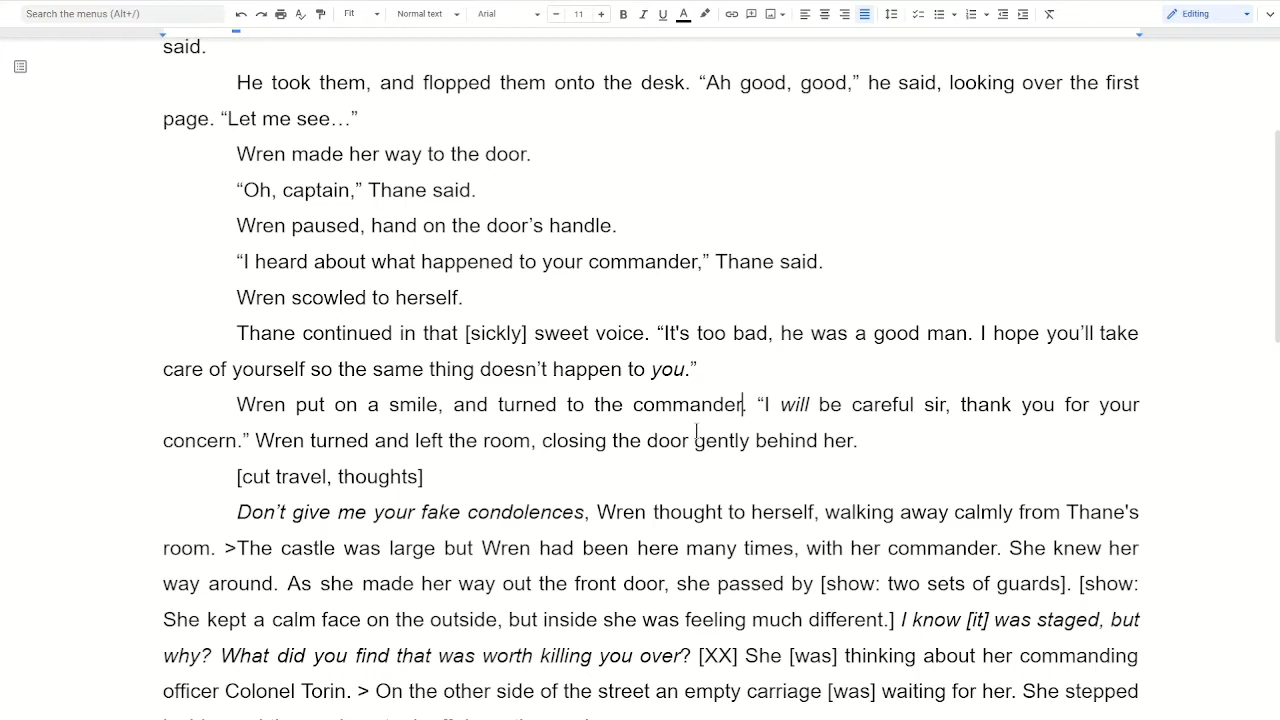 Search the menus (Alt+/)
Fit
Normal text
Arial
11
B
I
U
A
Editing
said.
He took them, and flopped them onto the desk. “Ah good, good,” he said, looking over the first
page. “Let me see…”
Wren made her way to the door.
“Oh, captain,” Thane said.
Wren paused, hand on the door’s handle.
“I heard about what happened to your commander,” Thane said.
Wren scowled to herself.
Thane continued in that [sickly] sweet voice. “It's too bad, he was a good man. I hope you’ll take
care of yourself so the same thing doesn’t happen to you.”
Wren put on a smile, and turned to the commander. “I will be careful sir, thank you for your
concern.” Wren turned and left the room, closing the door gently behind her.
[cut travel, thoughts]
Don’t give me your fake condolences, Wren thought to herself, walking away calmly from Thane's
room. >The castle was large but Wren had been here many times, with her commander. She knew her
way around. As she made her way out the front door, she passed by [show: two sets of guards]. [show:
She kept a calm face on the outside, but inside she was feeling much different.] I know [it] was staged, but
why? What did you find that was worth killing you over? [XX] She [was] thinking about her commanding
officer Colonel Torin. > On the other side of the street an empty carriage [was] waiting for her. She stepped